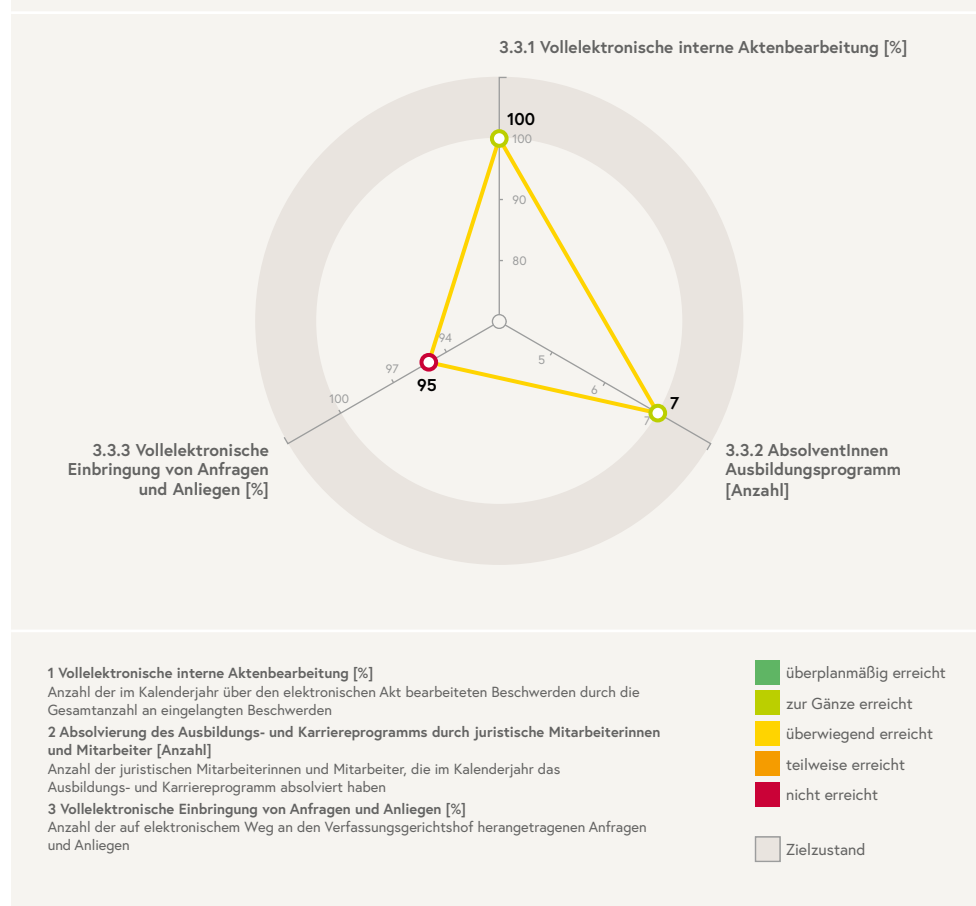 3.3.1 Vollelektronische interne Aktenbearbeitung [%]
100
100
90
80
94
97
100
95
5
6
7
7
3.3.3 Vollelektronische
Einbringung von Anfragen
und Anliegen [%]
3.3.2 AbsolventInnen
Ausbildungsprogramm
[Anzahl]
1 Vollelektronische interne Aktenbearbeitung [%]
Anzahl der im Kalenderjahr über den elektronischen Akt bearbeiteten Beschwerden durch die
Gesamtanzahl an eingelangten Beschwerden
2 Absolvierung des Ausbildungs- und Karriereprogramms durch juristische Mitarbeiterinnen
und Mitarbeiter [Anzahl]
Anzahl der juristischen Mitarbeiterinnen und Mitarbeiter, die im Kalenderjahr das
Ausbildungs- und Karriereprogramm absolviert haben
3 Vollelektronische Einbringung von Anfragen und Anliegen [%]
Anzahl der auf elektronischem Weg an den Verfassungsgerichtshof herangetragenen Anfragen
und Anliegen
überplanmäßig erreicht
zur Gänze erreicht
überwiegend erreicht
teilweise erreicht
nicht erreicht
Zielzustand